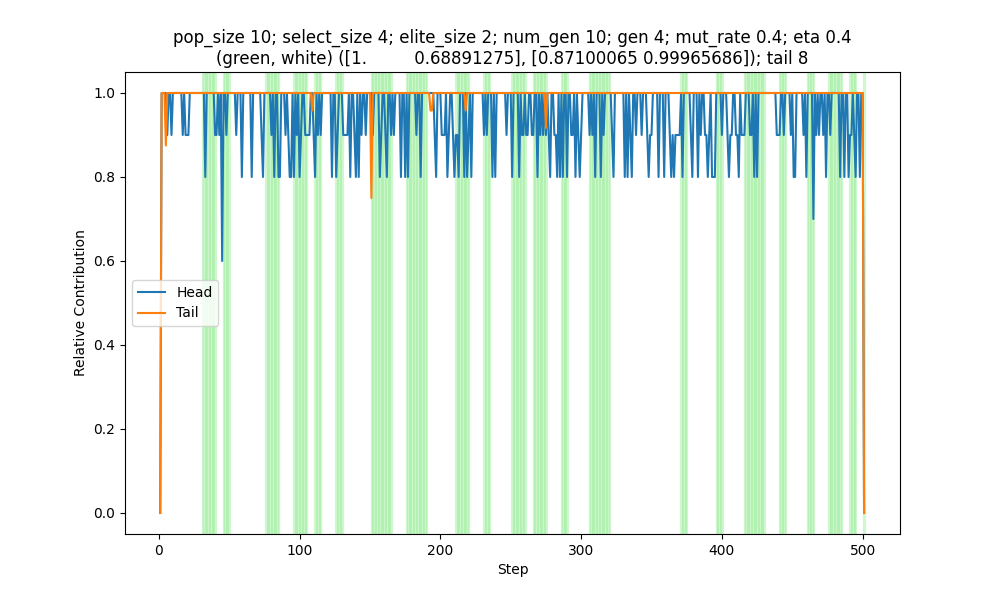 pop_size 10; select_size 4; elite_size 2; num_gen 10; gen 4; mut_rate 0.4; eta 0.4
(green, white) ([1.         0.68891275], [0.87100065 0.99965686]); tail 8
1.0
0.8
0.6
0.4
0.2
0.0
Relative Contribution
Head
Tail
0
100
200
300
400
500
Step